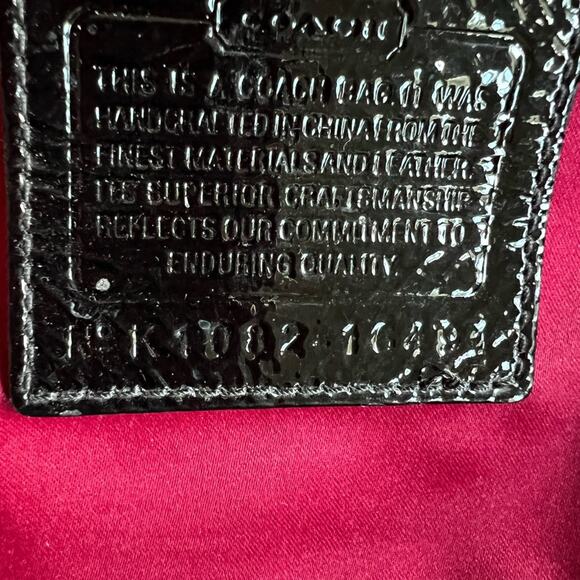 COACH
THIS IS A COACH BAG. IT WAS
HANDCRAFTED IN CHINA FROM THE
FINEST MATERIALS AND LEATHER.
ITS SUPERIOR CRAFTSMANSHIP
REFLECTS OUR COMMITMENT TO
ENDURING QUALITY.